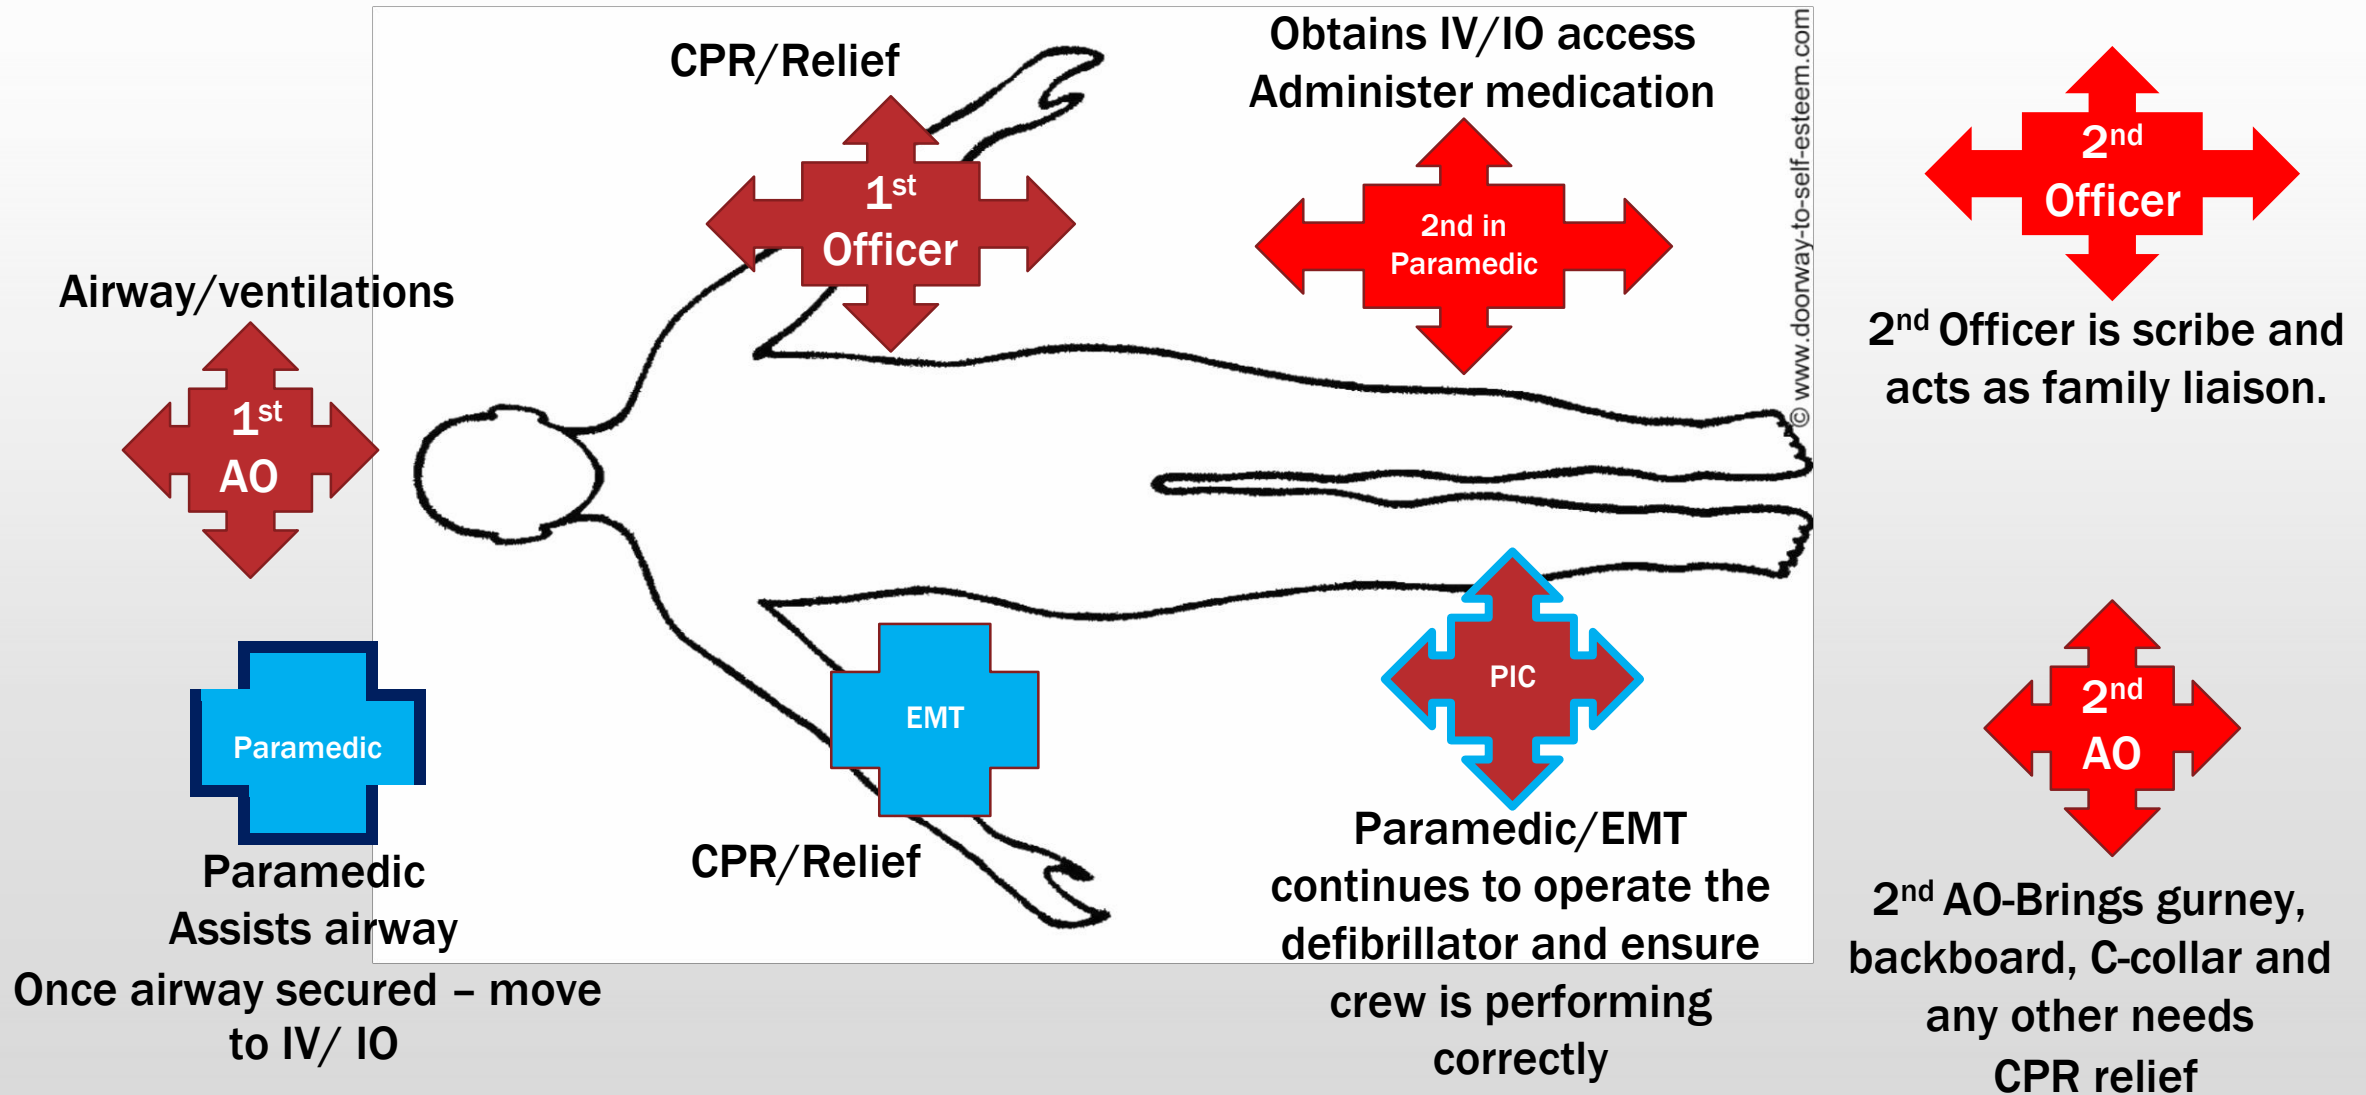 CPR/Relief
1st
Officer
Obtains IV/IO access
Administer medication
2nd in
Paramedic
© www.doorway-to-self-esteem.com
2nd
Officer
2nd Officer is scribe and
acts as family liaison.
Airway/ventilations
1st
AO
Paramedic
Paramedic
Assists airway
Once airway secured – move
to IV/ IO
EMT
CPR/Relief
PIC
Paramedic/EMT
continues to operate the
defibrillator and ensure
crew is performing
correctly
2nd
AO
2nd AO-Brings gurney,
backboard, C-collar and
any other needs
CPR relief